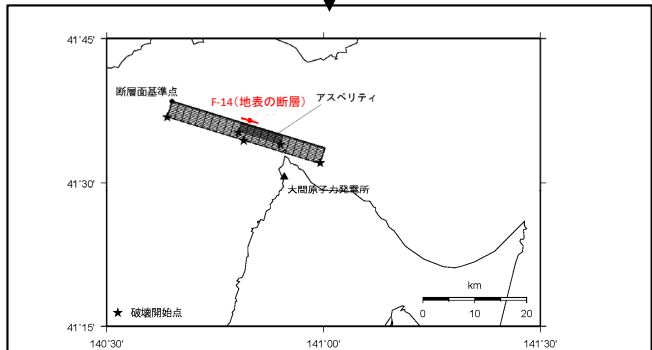 41°45'
断層面基準点
F-14(地表の断層)
アスペリティ
41°30'
大間原子力発電所
km
0 10 20
★ 破壊開始点
41°15'
140°30' 141°00' 141°30'